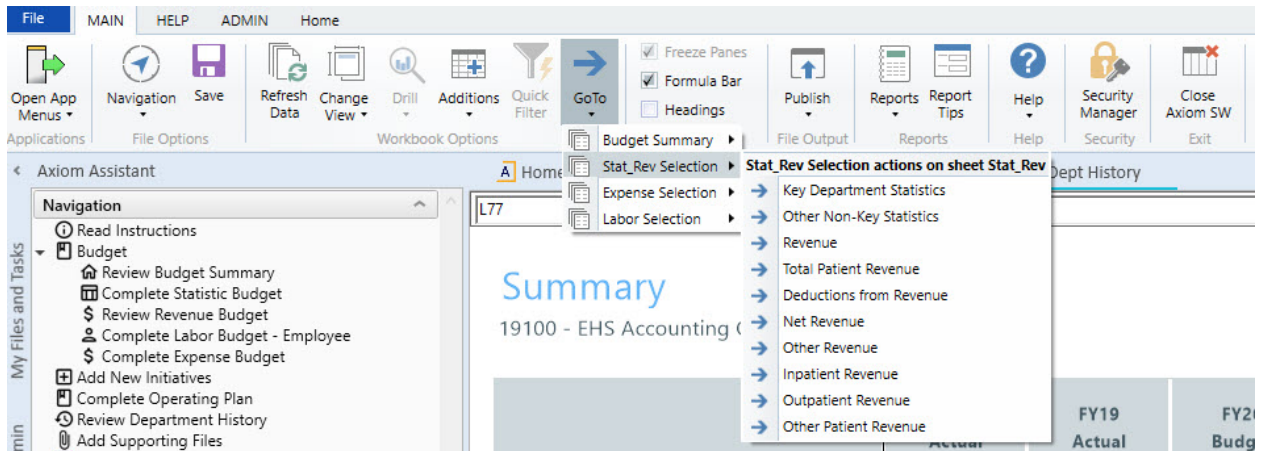 File MAIN HELP ADMIN Home
Open App Menus
Navigation
Save
Refresh Data
Change View
Drill
Additions
Quick Filter
GoTo
Freeze Panes
Formula Bar
Headings
Publish
Reports
Report Tips
Help
Security Manager
Close Axiom SW
Applications File Options Workbook Options File Output Reports Help Security Exit
Budget Summary
Stat_Rev Selection
Expense Selection
Labor Selection
Stat_Rev Selection actions on sheet Stat_Rev
Key Department Statistics
Other Non-Key Statistics
Revenue
Total Patient Revenue
Deductions from Revenue
Net Revenue
Other Revenue
Inpatient Revenue
Outpatient Revenue
Other Patient Revenue
My Files and Tasks
Axiom Assistant
Navigation
Read Instructions
Budget
Review Budget Summary
Complete Statistic Budget
$ Review Revenue Budget
Complete Labor Budget - Employee
$ Complete Expense Budget
Add New Initiatives
Complete Operating Plan
Review Department History
Add Supporting Files
A Home
Dept History
L77
Summary
19100 - EHS Accounting
Actual
FY19
Actual